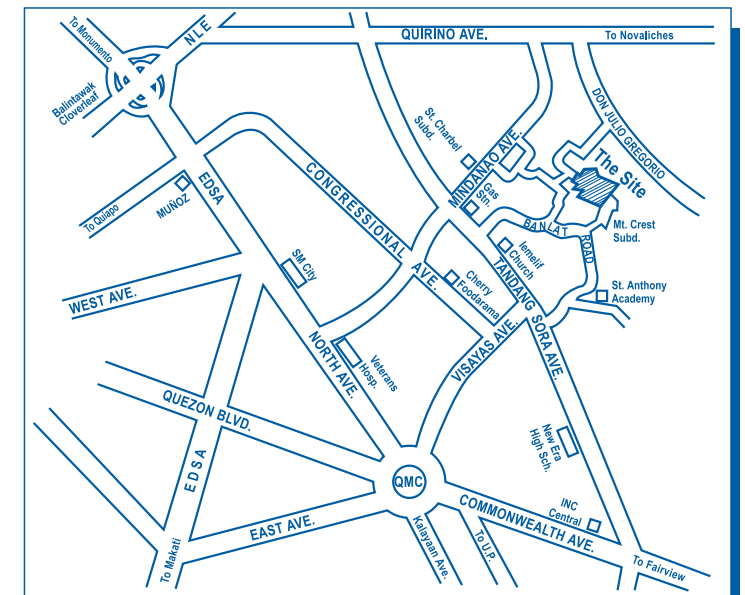 To Monumento
NLE
QUIRINO AVE.
To Novaliches
Balintawak
Cloverleaf
St. Charbel
Subd.
DON JULIO GREGORIO
MINDANAO AVE.
The Site
EDSA
CONGRESSIONAL
AVE.
Gas
Stn.
MUÑOZ
To Quiapo
BANLAT
ROAD
Mt. Crest
Subd.
Iemelif
Church
SM City
TANDANG SORA AVE.
Cherry
Foodarama
St. Anthony
Academy
WEST AVE.
NORTH AVE.
Veterans
Hosp.
VISAYAS AVE.
QUEZON BLVD.
New Era
High Sch.
EDSA
QMC
INC
Central
COMMONWEALTH AVE.
EAST AVE.
Kalayaan Ave.
To U.P.
To Makati
To Fairview